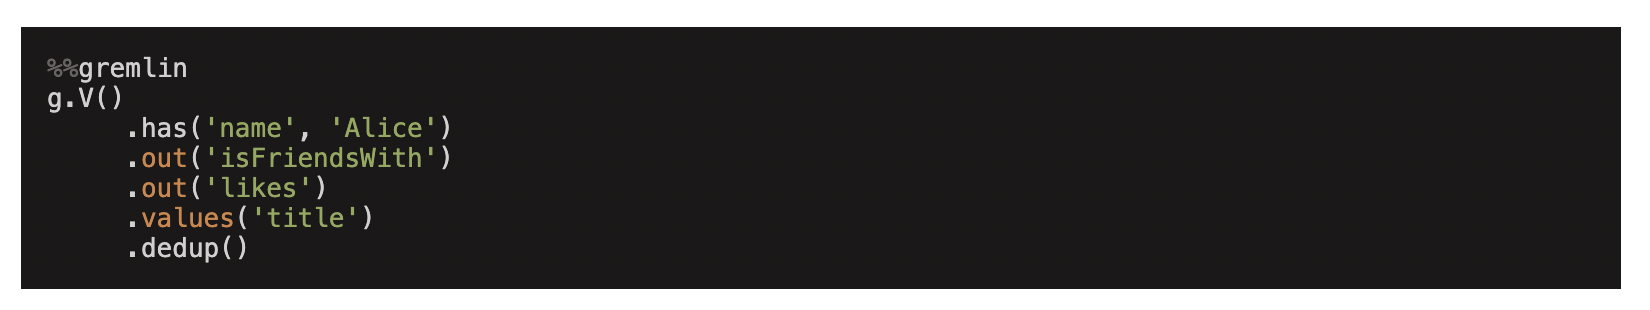 %%gremlin
g.V()
.has('name', 'Alice')
.out('isFriendsWith')
.out('likes')
.values('title')
.dedup()